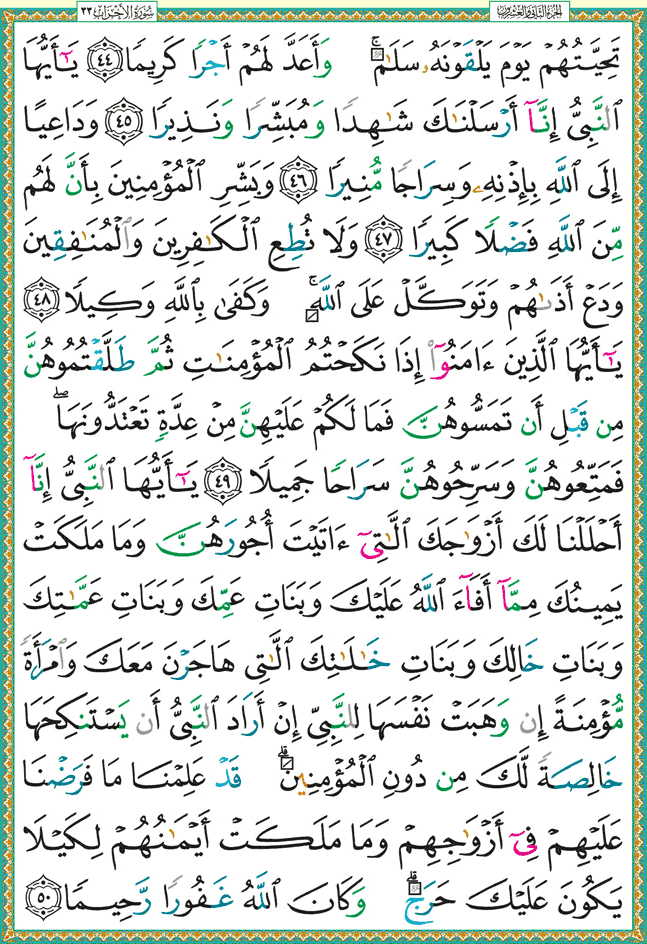 الجزء الثاني والعشرون
سورة الأحزاب ٣٣
تَحِيَّتُهُمْ يَوْمَ يَلْقَوْنَهُۥ سَلَٰمٌ ۚ وَأَعَدَّ لَهُمْ أَجْرًا كَرِيمًا ٤٤ يَٰٓأَيُّهَا
ٱلنَّبِىُّ إِنَّآ أَرْسَلْنَٰكَ شَٰهِدًا وَمُبَشِّرًا وَنَذِيرًا ٤٥ وَدَاعِيًا
إِلَى ٱللَّهِ بِإِذْنِهِۦ وَسِرَاجًا مُّنِيرًا ٤٦ وَبَشِّرِ ٱلْمُؤْمِنِينَ بِأَنَّ لَهُم
مِّنَ ٱللَّهِ فَضْلًا كَبِيرًا ٤٧ وَلَا تُطِعِ ٱلْكَٰفِرِينَ وَٱلْمُنَٰفِقِينَ
وَدَعْ أَذَىٰهُمْ وَتَوَكَّلْ عَلَى ٱللَّهِ ۚ وَكَفَىٰ بِٱللَّهِ وَكِيلًا ٤٨
يَٰٓأَيُّهَا ٱلَّذِينَ ءَامَنُوٓا۟ إِذَا نَكَحْتُمُ ٱلْمُؤْمِنَٰتِ ثُمَّ طَلَّقْتُمُوهُنَّ
مِن قَبْلِ أَن تَمَسُّوهُنَّ فَمَا لَكُمْ عَلَيْهِنَّ مِنْ عِدَّةٍ تَعْتَدُّونَهَا ۖ
فَمَتِّعُوهُنَّ وَسَرِّحُوهُنَّ سَرَاحًا جَمِيلًا ٤٩ يَٰٓأَيُّهَا ٱلنَّبِىُّ إِنَّآ
أَحْلَلْنَا لَكَ أَزْوَٰجَكَ ٱلَّٰتِىٓ ءَاتَيْتَ أُجُورَهُنَّ وَمَا مَلَكَتْ
يَمِينُكَ مِمَّآ أَفَآءَ ٱللَّهُ عَلَيْكَ وَبَنَاتِ عَمِّكَ وَبَنَاتِ عَمَّٰتِكَ
وَبَنَاتِ خَالِكَ وَبَنَاتِ خَٰلَٰتِكَ ٱلَّٰتِى هَاجَرْنَ مَعَكَ وَٱمْرَأَةً
مُّؤْمِنَةً إِن وَهَبَتْ نَفْسَهَا لِلنَّبِىِّ إِنْ أَرَادَ ٱلنَّبِىُّ أَن يَسْتَنكِحَهَا
خَالِصَةً لَّكَ مِن دُونِ ٱلْمُؤْمِنِينَ ۗ قَدْ عَلِمْنَا مَا فَرَضْنَا
عَلَيْهِمْ فِىٓ أَزْوَٰجِهِمْ وَمَا مَلَكَتْ أَيْمَٰنُهُمْ لِكَيْلَا
يَكُونَ عَلَيْكَ حَرَجٌ ۗ وَكَانَ ٱللَّهُ غَفُورًا رَّحِيمًا ٥٠